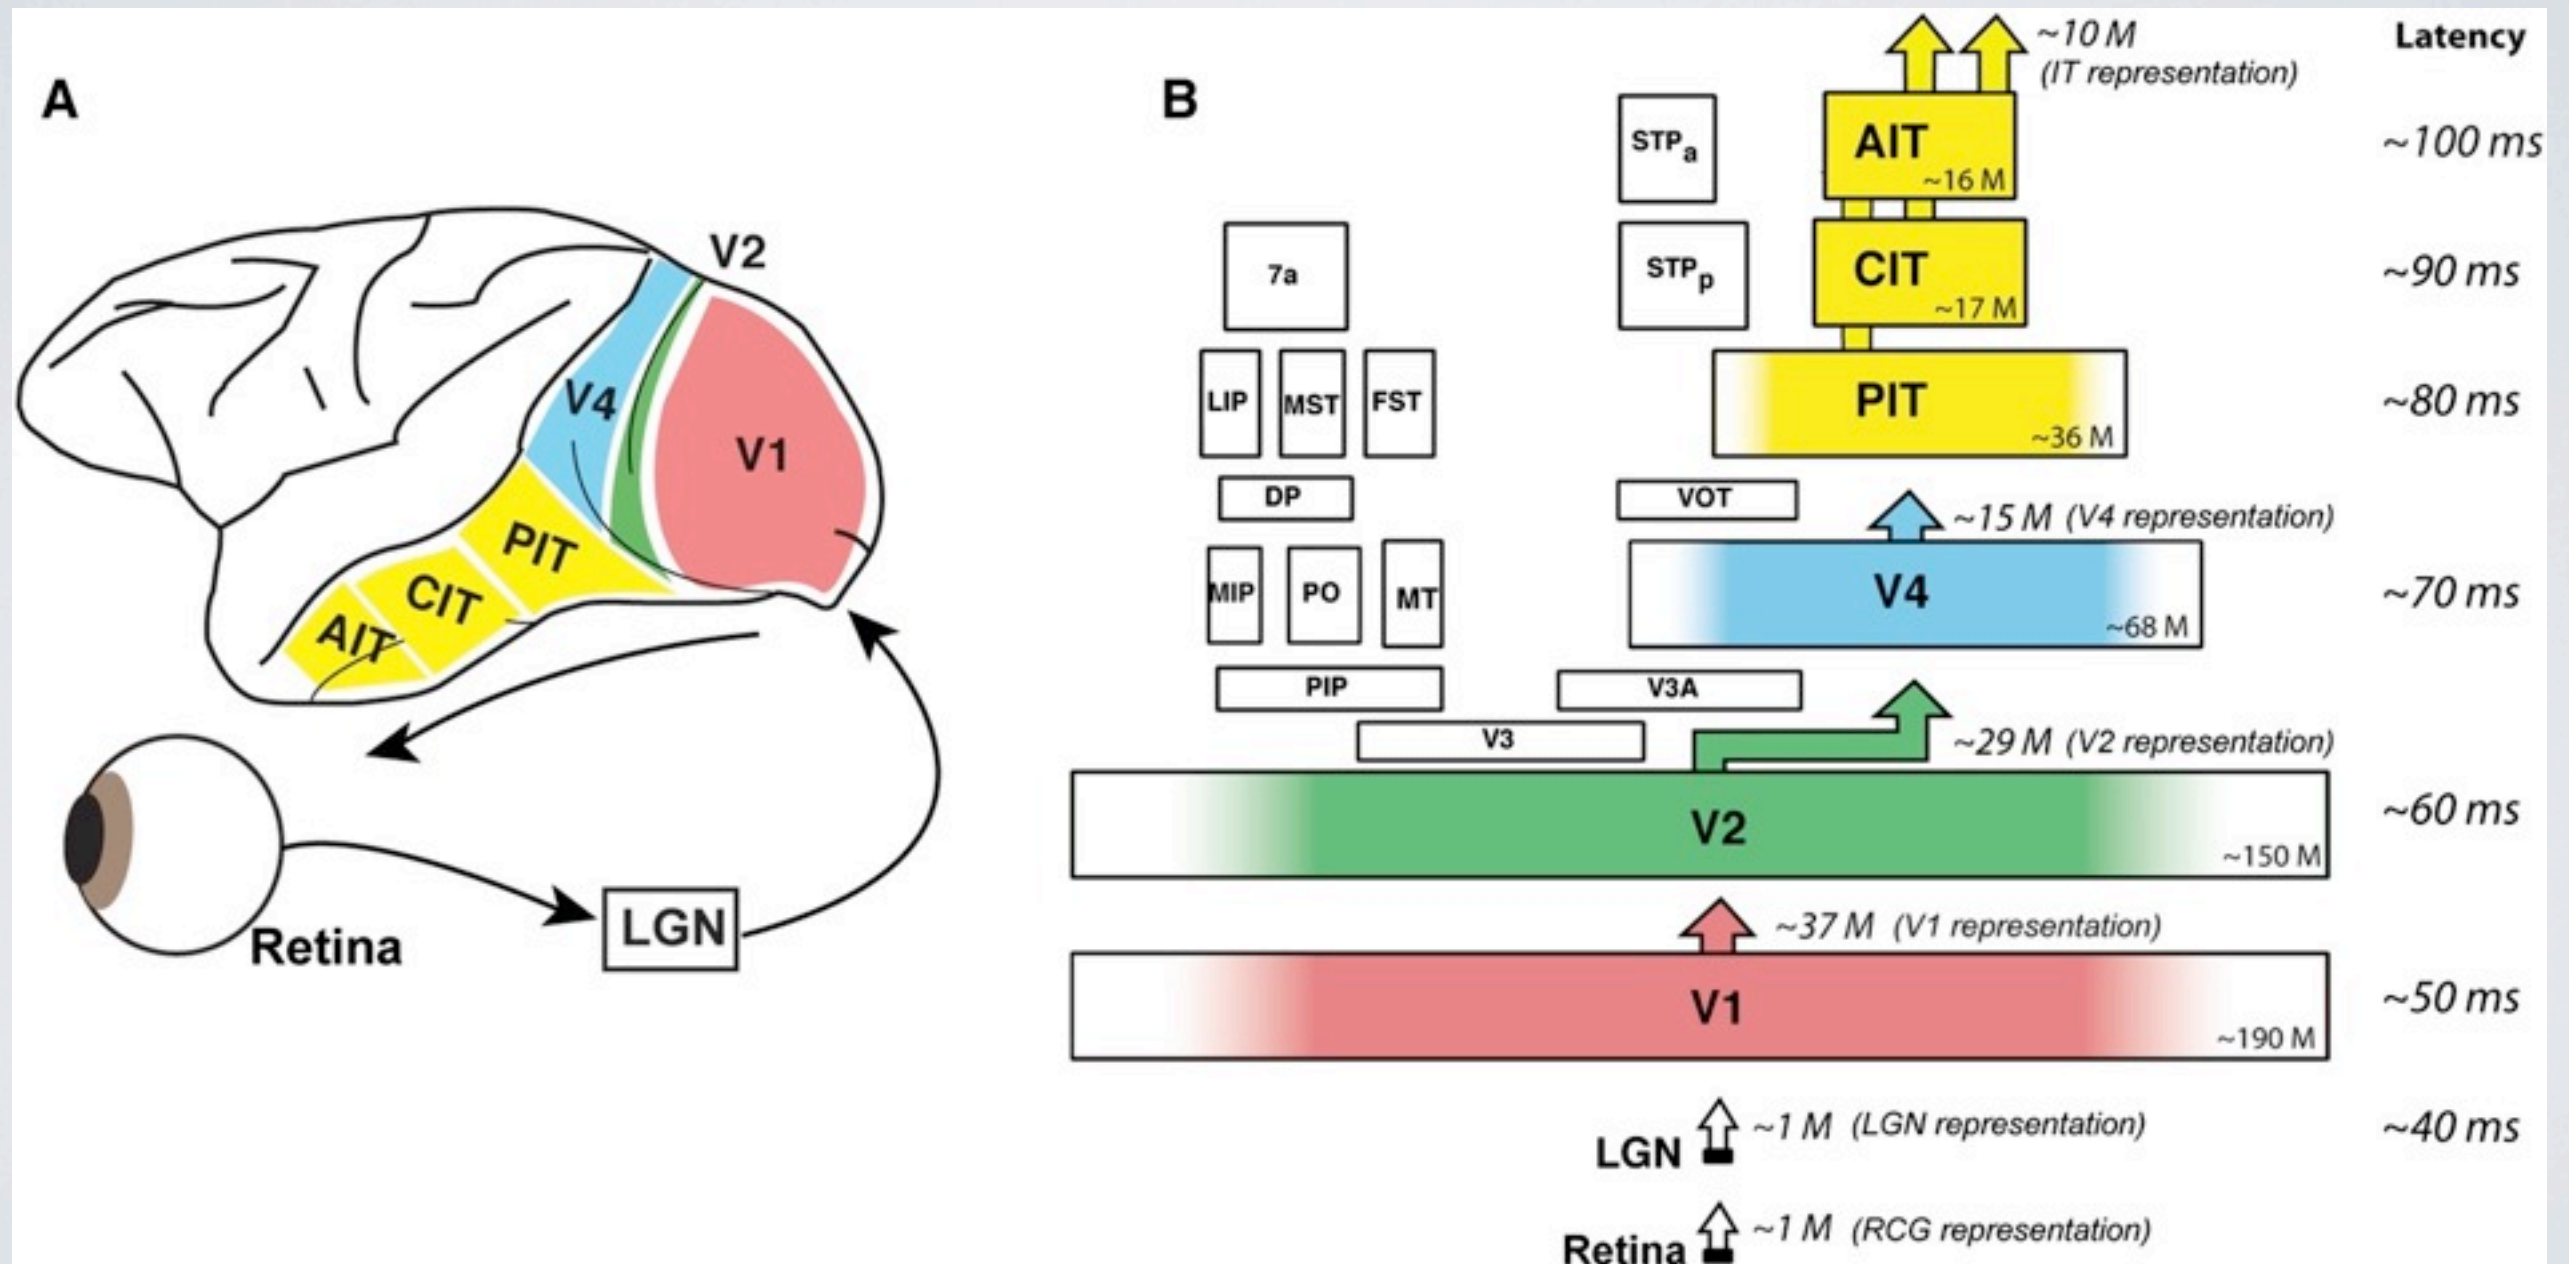 A
V2
V4
V1
PIT
CIT
AIT
Retina
LGN
B
Latency
~10 M
(IT representation)
STPa
AIT
~16 M
~100 ms
7a
STPp
CIT
~17 M
~90 ms
LIP
MST
FST
PIT
~36 M
~80 ms
DP
VOT
~15 M (V4 representation)
MIP
PO
MT
V4
~68 M
~70 ms
PIP
V3A
V3
~29 M (V2 representation)
V2
~150 M
~60 ms
~37 M (V1 representation)
V1
~190 M
~50 ms
LGN
~1 M (LGN representation)
~40 ms
Retina
~1 M (RCG representation)